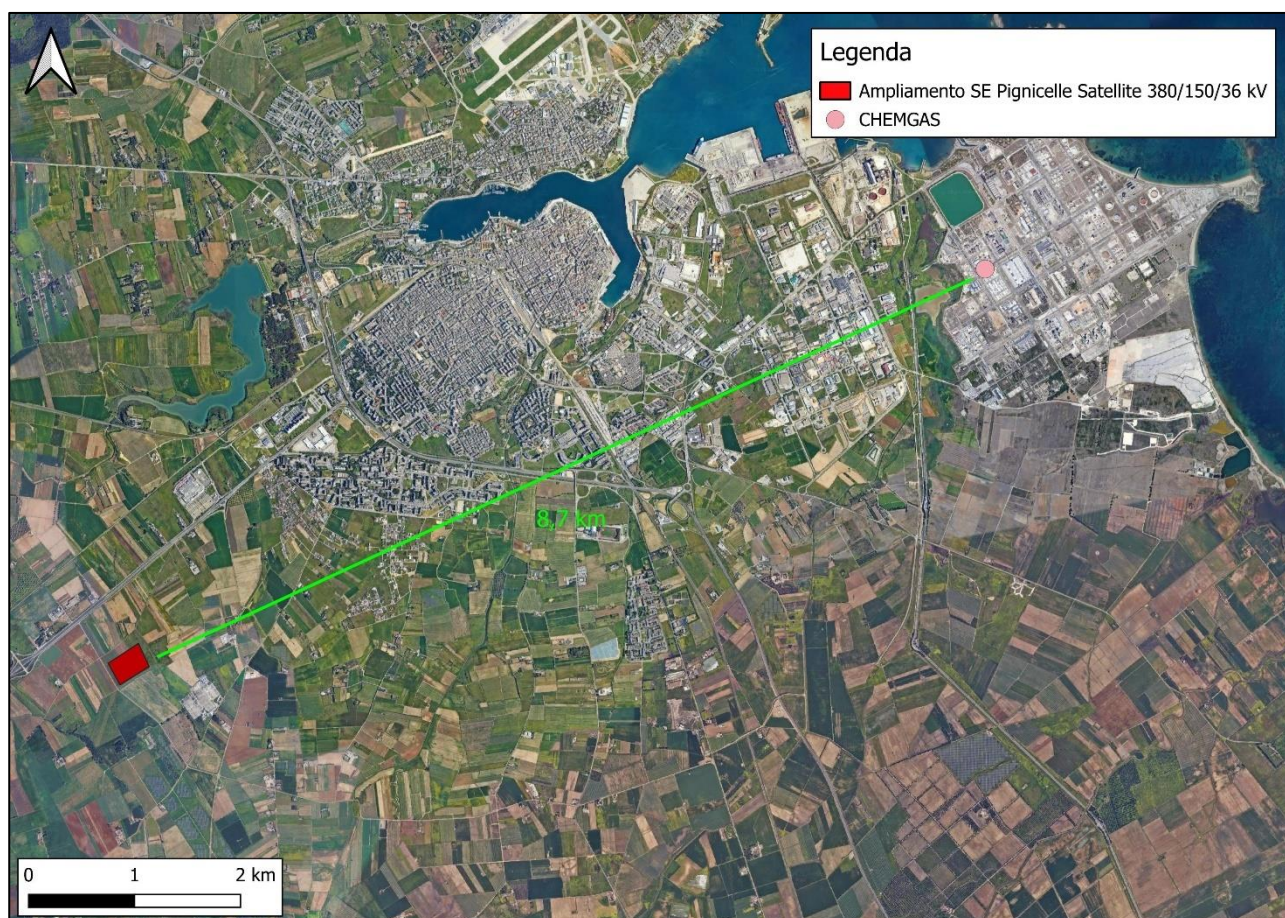 Legenda
Ampliamento SE Pignicelle Satellite 380/150/36 kV
CHEMGAS
8,7 km
0 1 2 km